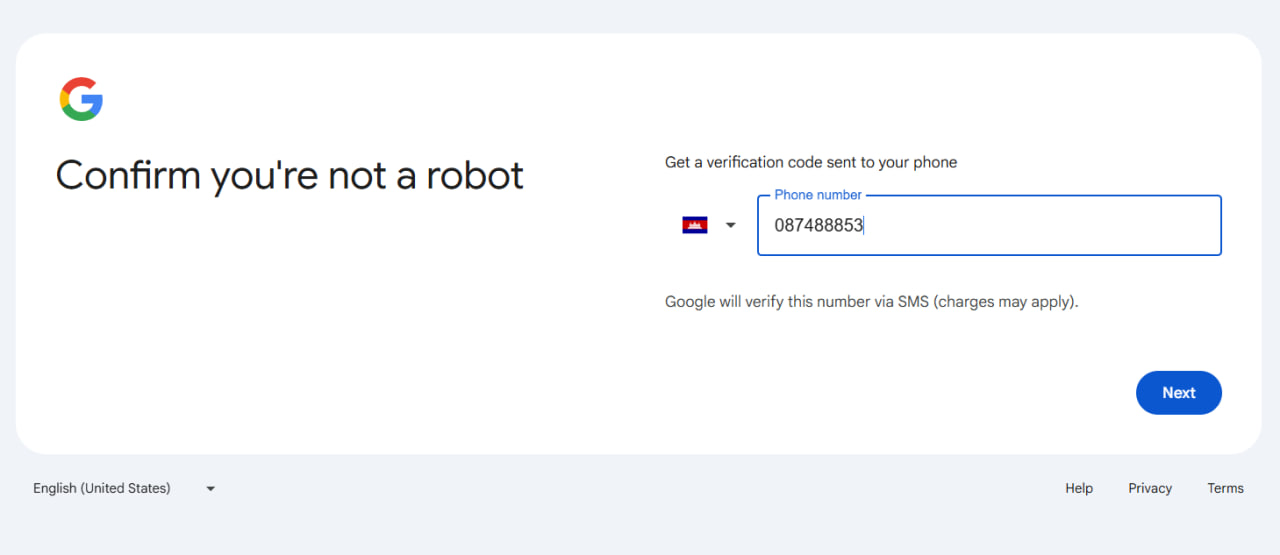 Confirm you're not a robot
Get a verification code sent to your phone
Phone number
087488853
Google will verify this number via SMS (charges may apply).
Next
English (United States)
Help
Privacy
Terms